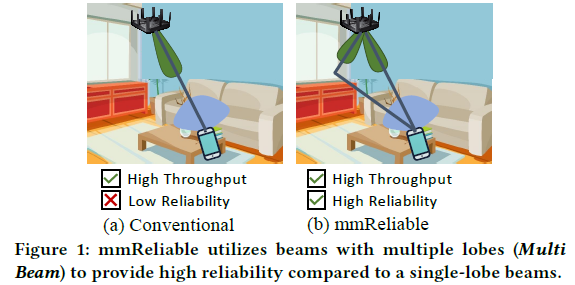 High Throughput
Low Reliability
(a) Conventional
High Throughput
High Reliability
(b) mmReliable
Figure 1: mmReliable utilizes beams with multiple lobes (Multi
Beam) to provide high reliability compared to a single-lobe beams.